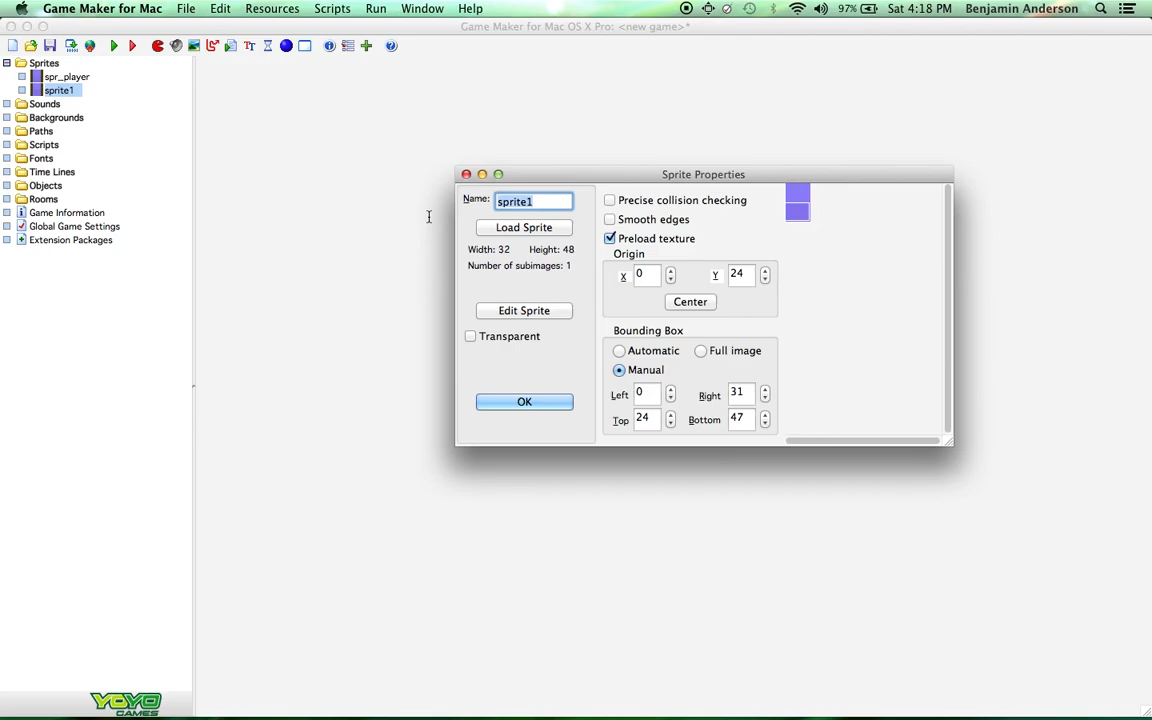 Game Maker for Mac File Edit Resources Scripts Run Window Help 97% Sat 4:18 PM Benjamin Anderson
Game Maker for Mac OS X Pro: <new game>*
Sprites
spr_player
sprite1
Sounds
Backgrounds
Paths
Scripts
Fonts
Time Lines
Objects
Rooms
Game Information
Global Game Settings
Extension Packages
YOYO
GAMES
Sprite Properties
Name: sprite1
Load Sprite
Width: 32 Height: 48
Number of subimages: 1
Edit Sprite
Transparent
OK
Precise collision checking
Smooth edges
Preload texture
Origin
X 0 Y 24
Center
Bounding Box
Automatic Full image
Manual
Left 0 Right 31
Top 24 Bottom 47